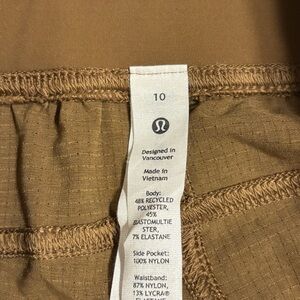 10
Designed in
Vancouver
Made in
Vietnam
Body:
48% RECYCLED
POLYESTER,
45%
ELASTOMULTIE
STER,
7% ELASTANE
Side Pocket:
100% NYLON
Waistband:
87% NYLON,
13% LYCRA®
ELASTANE